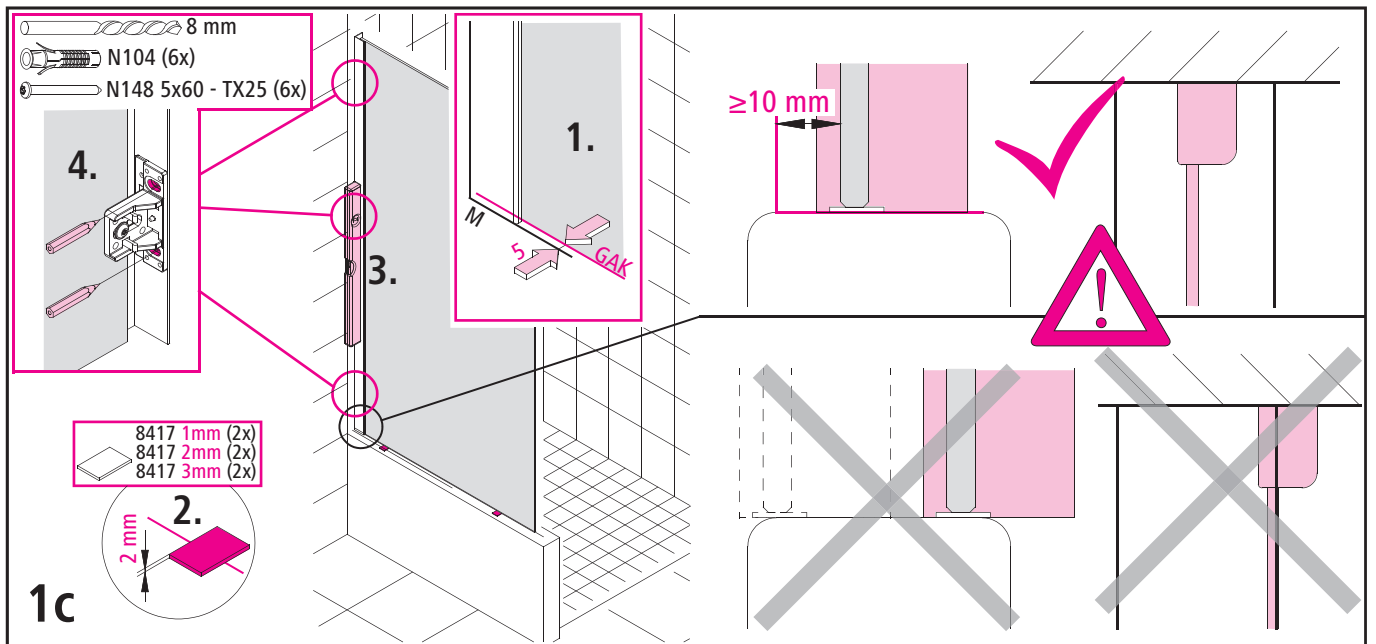 8 mm
N104 (6x)
N148 5x60 - TX25 (6x)
4.
1.
M
5
GAK
3.
≥10 mm
!
8417 1mm (2x)
8417 2mm (2x)
8417 3mm (2x)
2.
2 mm
1c